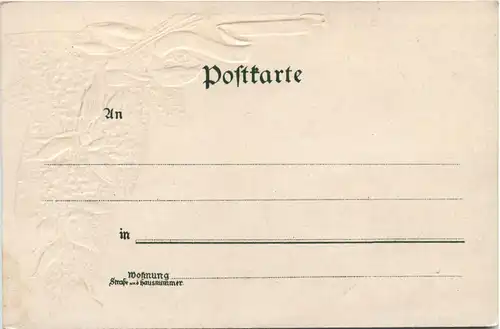 Postkarte
An
in
Wohnung
Straße und Hausnummer